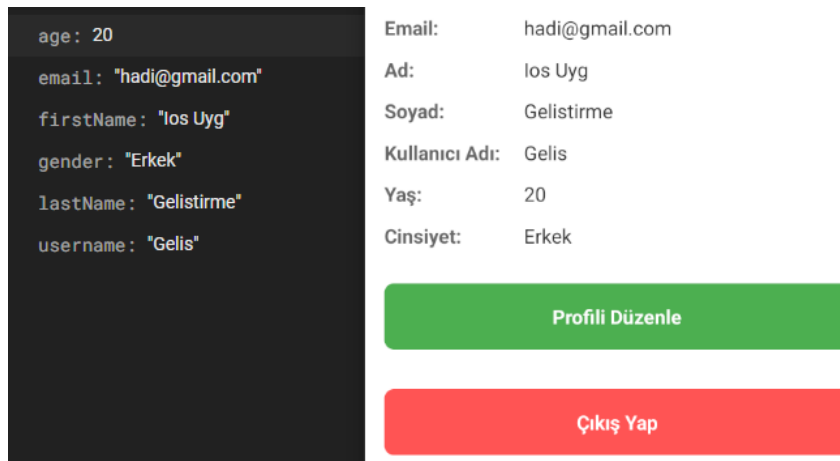 age: 20
email: "hadi@gmail.com"
firstName: "Ios Uyg"
gender: "Erkek"
lastName: "Gelistirme"
username: "Gelis"
Email: hadi@gmail.com
Ad: Ios Uyg
Soyad: Gelistirme
Kullanıcı Adı: Gelis
Yaş: 20
Cinsiyet: Erkek
Profili Düzenle
Çıkış Yap